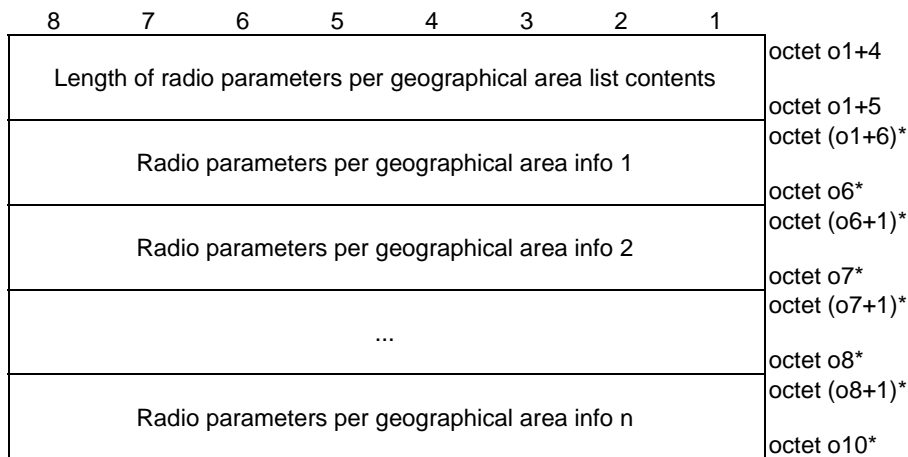 8 7 6 5 4 3 2 1
octet o1+4
Length of radio parameters per geographical area list contents
octet o1+5
octet (o1+6)*
Radio parameters per geographical area info 1
octet o6*
octet (o6+1)*
Radio parameters per geographical area info 2
octet o7*
octet (o7+1)*
...
octet o8*
octet (o8+1)*
Radio parameters per geographical area info n
octet o10*